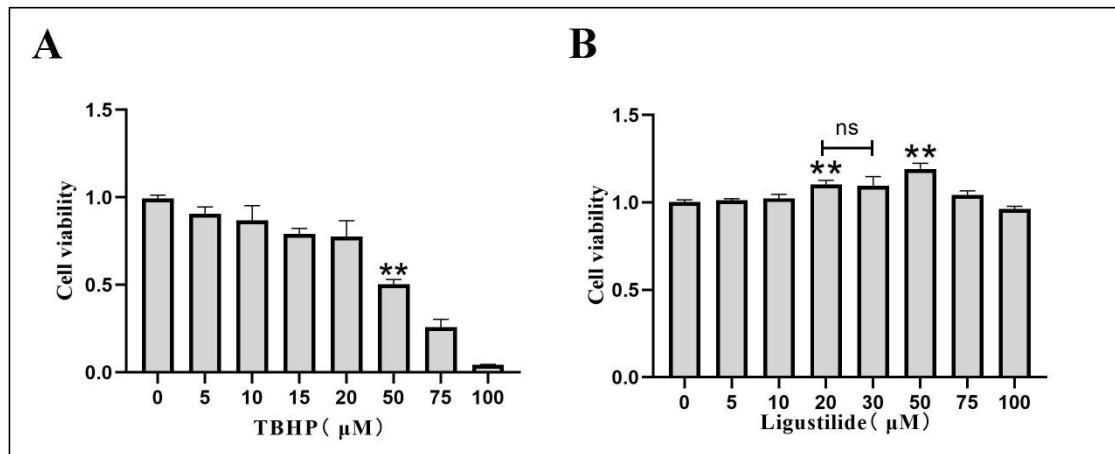 A
1.5
1.0
0.5
0.0
Cell viability
**
0 5 10 15 20 50 75 100
TBHP( μM)
B
1.5
1.0
0.5
0.0
Cell viability
ns
**
**
0 5 10 20 30 50 75 100
Ligustilide( μM)